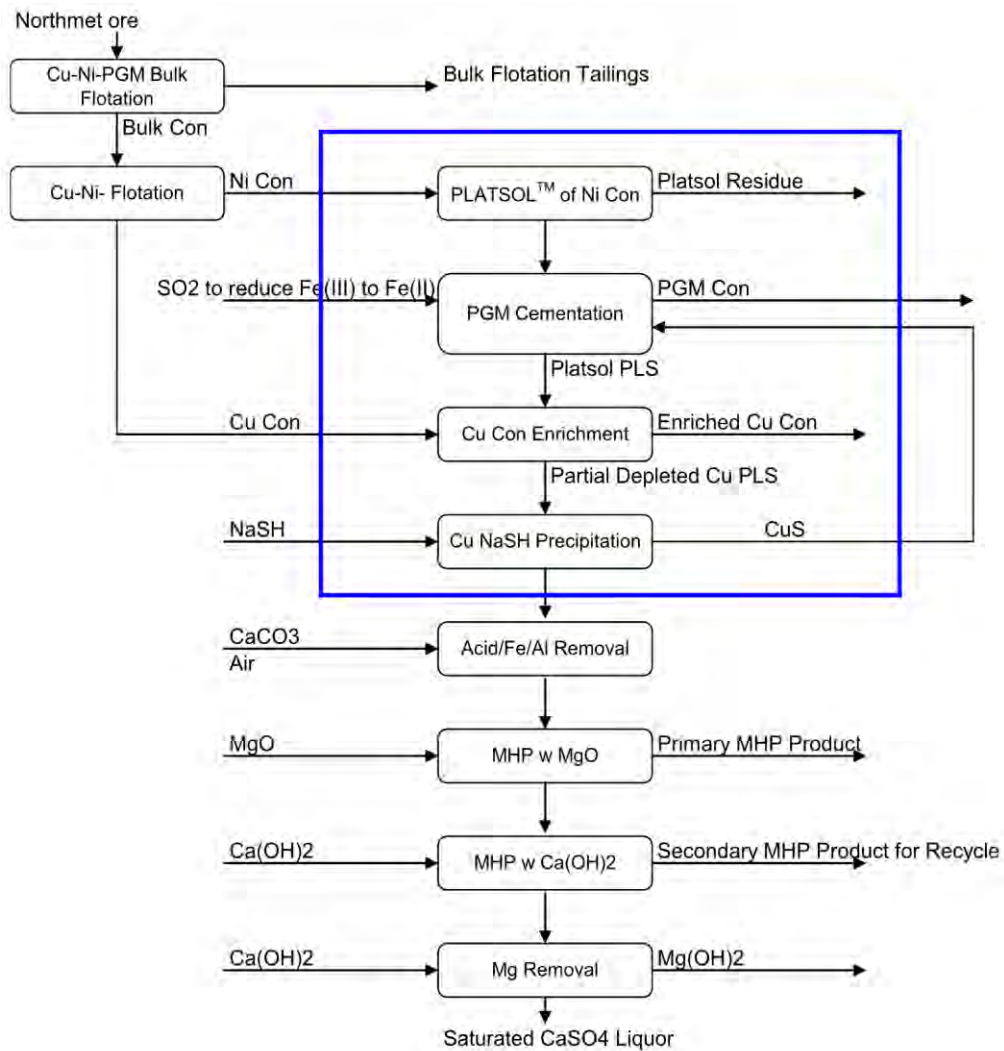 Northmet ore
Cu-Ni-PGM Bulk
Flotation
Bulk Flotation Tailings
Bulk Con
Cu-Ni- Flotation
Ni Con
PLATSOL™ of Ni Con
Platsol Residue
SO2 to reduce Fe(III) to Fe(II)
PGM Cementation
PGM Con
Platsol PLS
Cu Con
Cu Con Enrichment
Enriched Cu Con
Partial Depleted Cu PLS
NaSH
Cu NaSH Precipitation
CuS
CaCO3
Air
Acid/Fe/Al Removal
MgO
MHP w MgO
Primary MHP Product
Ca(OH)2
MHP w Ca(OH)2
Secondary MHP Product for Recycle
Ca(OH)2
Mg Removal
Mg(OH)2
Saturated CaSO4 Liquor